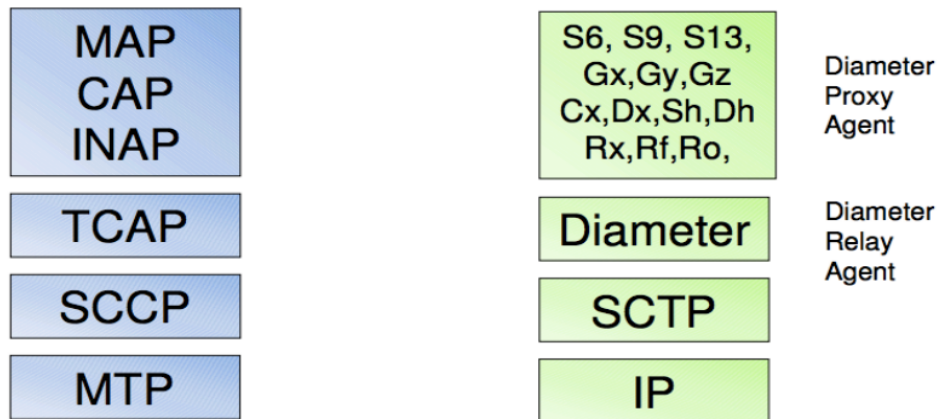 MAP
CAP
INAP
TCAP
SCCP
MTP
S6, S9, S13,
Gx,Gy,Gz
Cx,Dx,Sh,Dh
Rx,Rf,Ro,
Diameter
SCTP
IP
Diameter
Proxy
Agent
Diameter
Relay
Agent